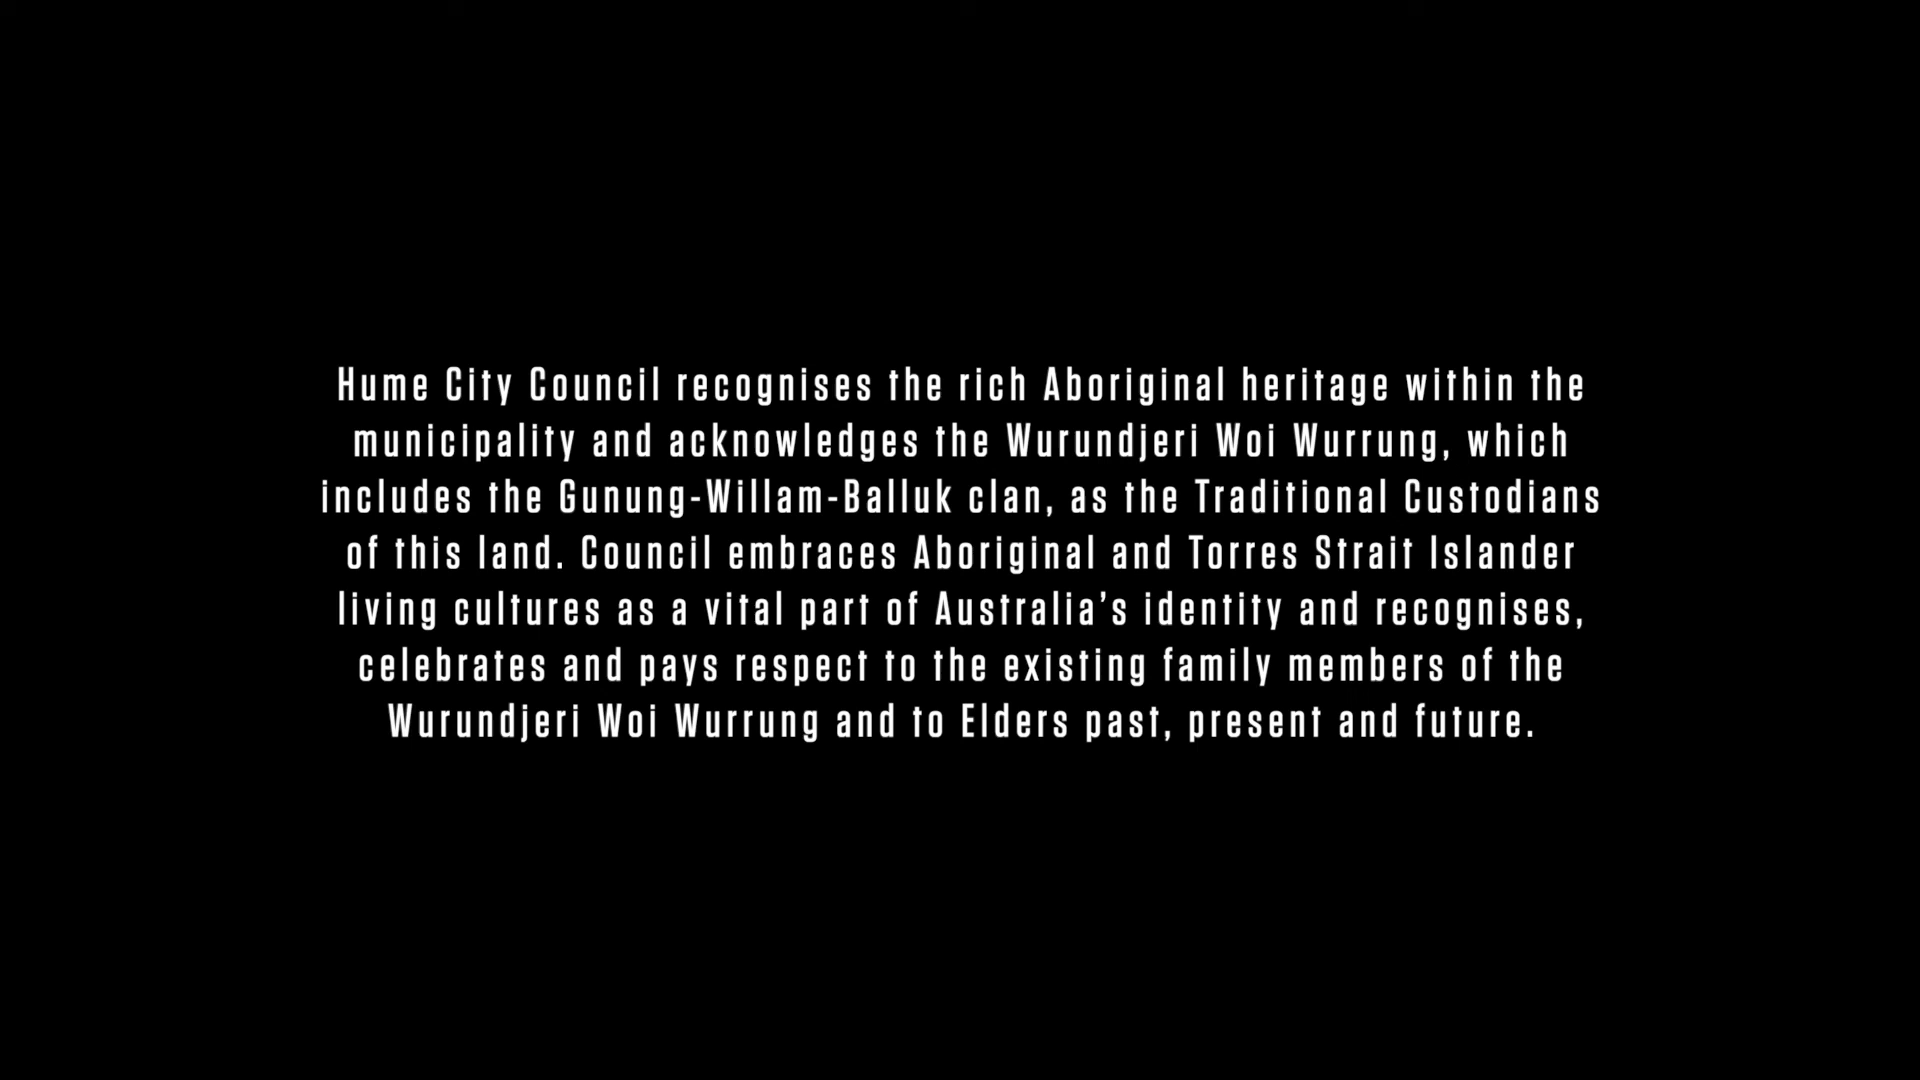 Hume City Council recognises the rich Aboriginal heritage within the
municipality and acknowledges the Wurundjeri Woi Wurrung, which
includes the Gunung-Willam-Balluk clan, as the Traditional Custodians
of this land. Council embraces Aboriginal and Torres Strait Islander
living cultures as a vital part of Australia’s identity and recognises,
celebrates and pays respect to the existing family members of the
Wurundjeri Woi Wurrung and to Elders past, present and future.